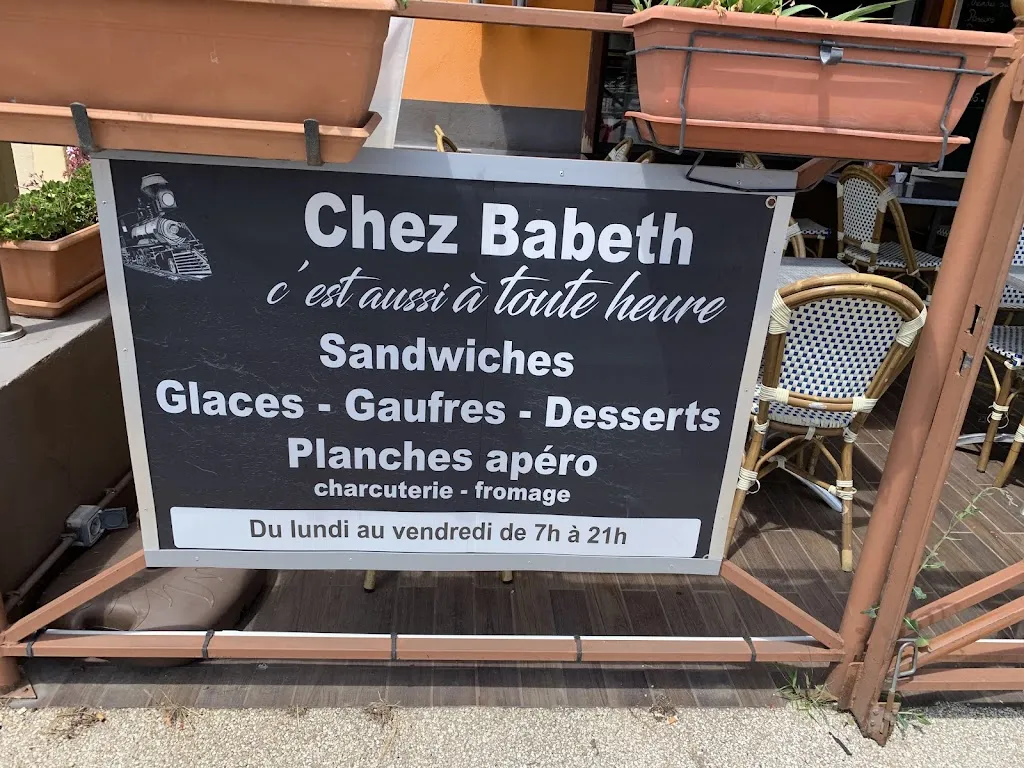 Chez Babeth
c'est aussi à toute heure
Sandwiches
Glaces - Gaufres - Desserts
Planches apéro
charcuterie - fromage
Du lundi au vendredi de 7h à 21h